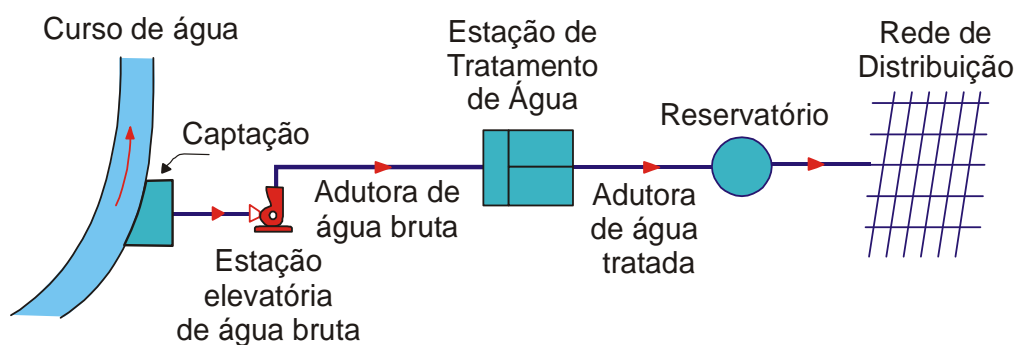 Curso de água
Captação
Estação
elevatória
de água bruta
Adutora de
água bruta
Estação de
Tratamento
de Água
Adutora
de água
tratada
Reservatório
Rede de
Distribuição